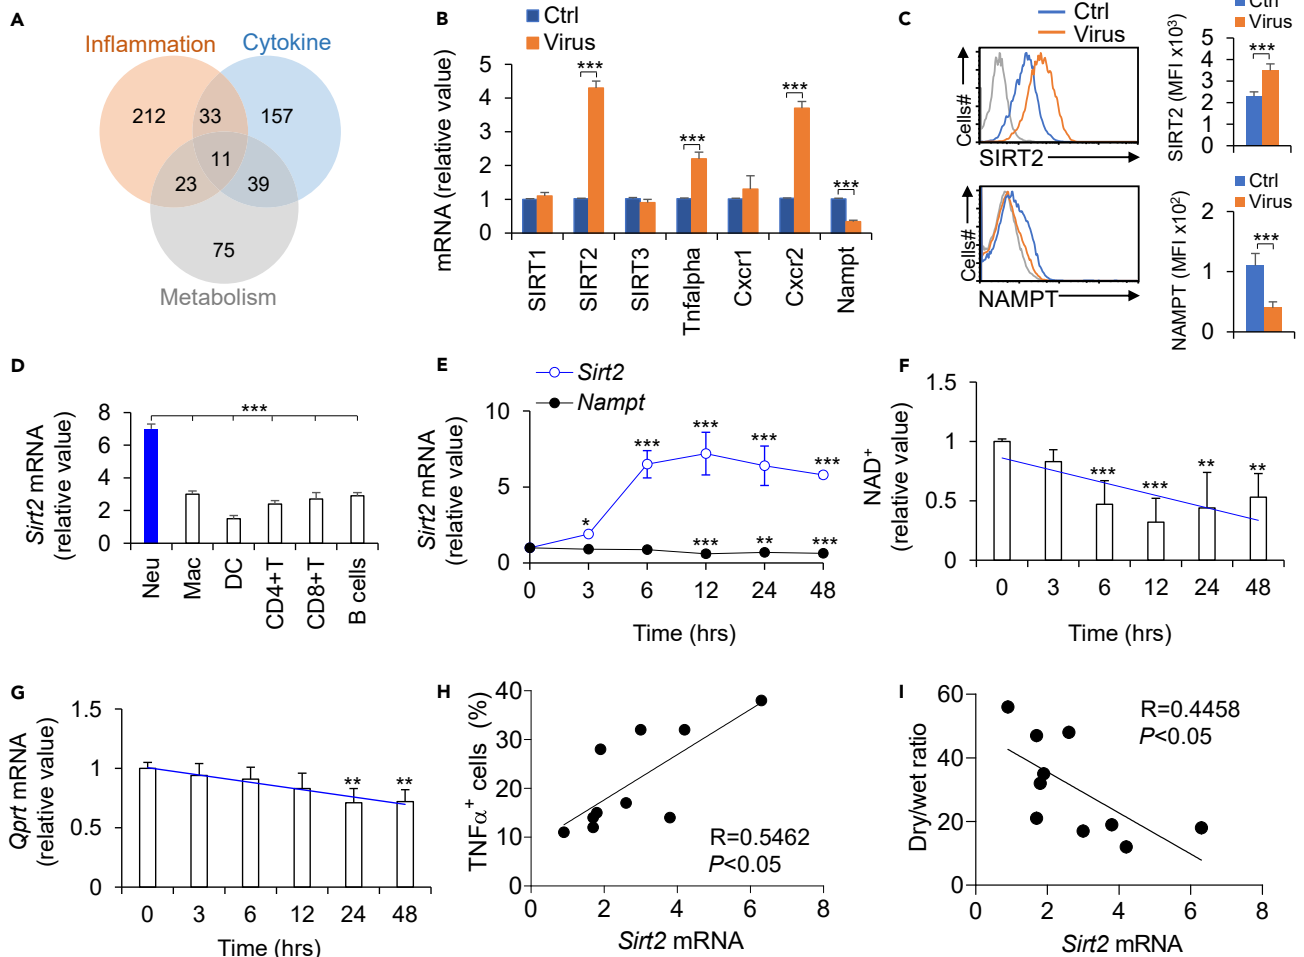 A
Inflammation
Cytokine
212
33
157
11
23
39
75
Metabolism
B
Ctrl
Virus
mRNA (relative value)
5
4
3
2
1
0
***
***
***
***
SIRT1
SIRT2
SIRT3
Tnfalpha
Cxcr1
Cxcr2
Nampt
C
Ctrl
Virus
Cells#
SIRT2
Cells#
NAMPT
Ctrl
Virus
SIRT2 (MFI x10³)
5
4
3
2
1
0
***
Ctrl
Virus
NAMPT (MFI x10²)
2
1
0
***
D
Sirt2 mRNA
(relative value)
8
6
4
2
0
***
Neu
Mac
DC
CD4+T
CD8+T
B cells
E
Sirt2
Nampt
Sirt2 mRNA
(relative value)
10
5
0
*
***
***
***
***
***
**
***
0
3
6
12
24
48
Time (hrs)
F
NAD⁺
(relative value)
1.5
1
0.5
0
***
***
**
**
0
3
6
12
24
48
Time (hrs)
G
Qprt mRNA
(relative value)
1.5
1
0.5
0
**
**
0
3
6
12
24
48
Time (hrs)
H
TNFα⁺ cells (%)
40
30
20
10
0
R=0.5462
P<0.05
0
2
4
6
8
Sirt2 mRNA
I
Dry/wet ratio
60
40
20
0
R=0.4458
P<0.05
0
2
4
6
8
Sirt2 mRNA